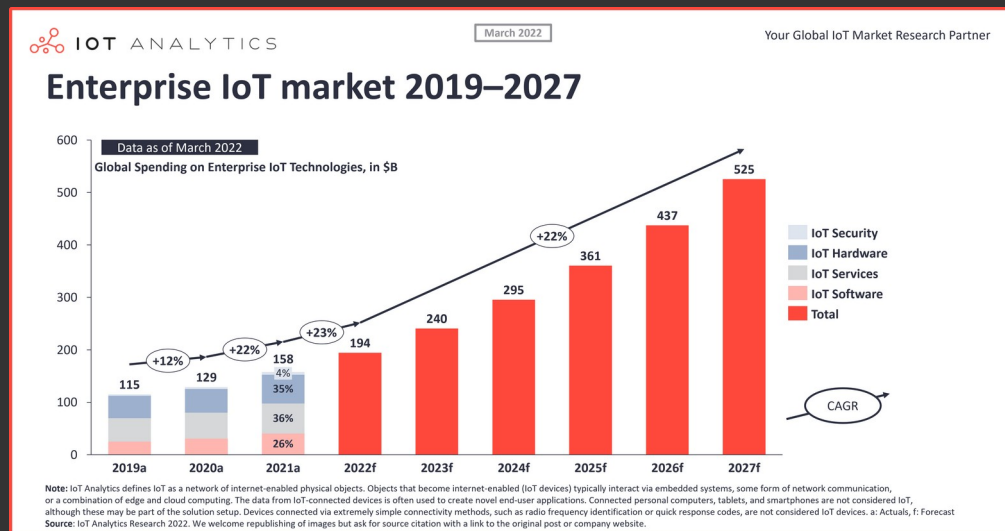 IOT ANALYTICS
March 2022
Your Global IoT Market Research Partner
Enterprise IoT market 2019–2027
Data as of March 2022
Global Spending on Enterprise IoT Technologies, in $B
600
500
400
300
200
100
0
115
129
158
194
240
295
361
437
525
+12%
+22%
+23%
+22%
4%
35%
36%
26%
2019a
2020a
2021a
2022f
2023f
2024f
2025f
2026f
2027f
IoT Security
IoT Hardware
IoT Services
IoT Software
Total
CAGR
Note: IoT Analytics defines IoT as a network of internet-enabled physical objects. Objects that become internet-enabled (IoT devices) typically interact via embedded systems, some form of network communication,
or a combination of edge and cloud computing. The data from IoT-connected devices is often used to create novel end-user applications. Connected personal computers, tablets, and smartphones are not considered IoT,
although these may be part of the solution setup. Devices connected via extremely simple connectivity methods, such as radio frequency identification or quick response codes, are not considered IoT devices. a: Actuals, f: Forecast
Source: IoT Analytics Research 2022. We welcome republishing of images but ask for source citation with a link to the original post or company website.